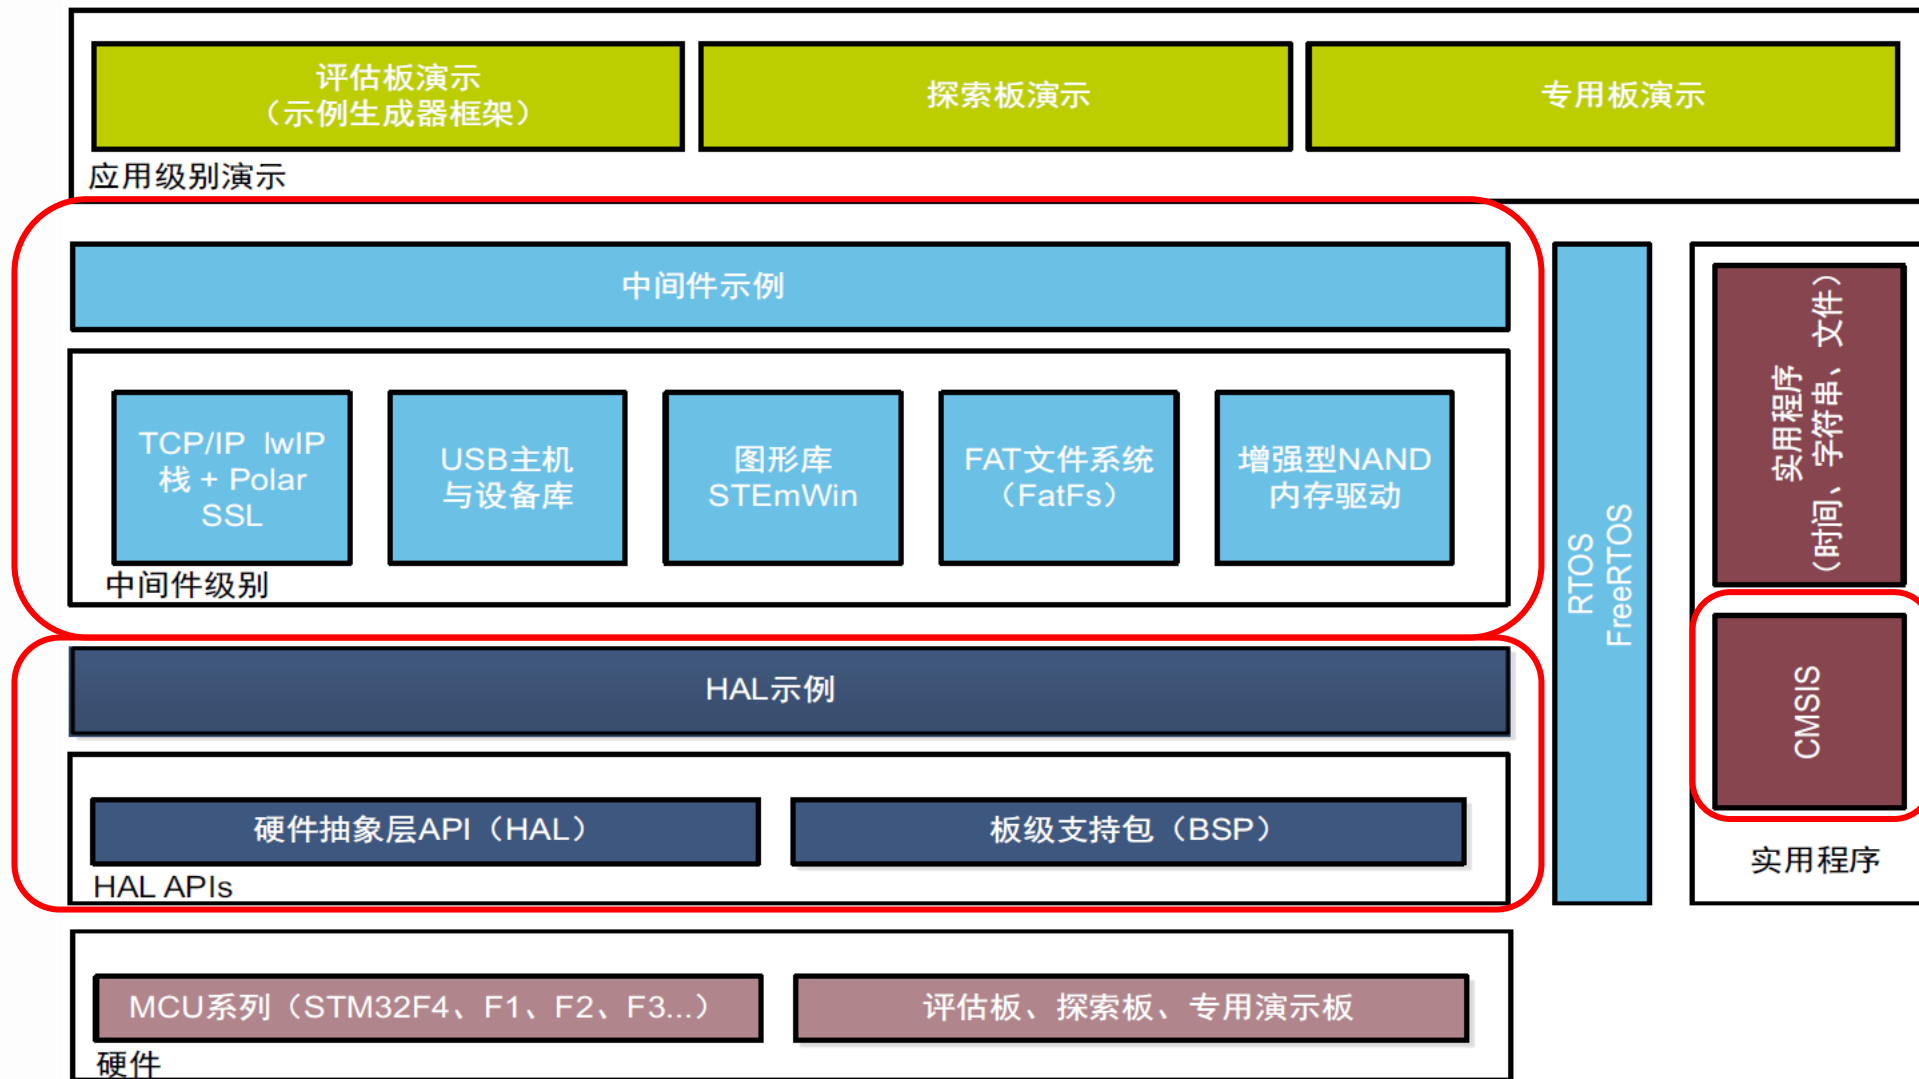 评估板演示
（示例生成器框架）
探索板演示
专用板演示
应用级别演示
中间件示例
TCP/IP lwIP
栈 + Polar
SSL
USB主机
与设备库
图形库
STEmWin
FAT文件系统
（FatFs）
增强型NAND
内存驱动
中间件级别
HAL示例
硬件抽象层API（HAL）
板级支持包（BSP）
HAL APIs
RTOS
FreeRTOS
实用程序
（时间、字符串、文件）
CMSIS
实用程序
MCU系列（STM32F4、F1、F2、F3...）
评估板、探索板、专用演示板
硬件